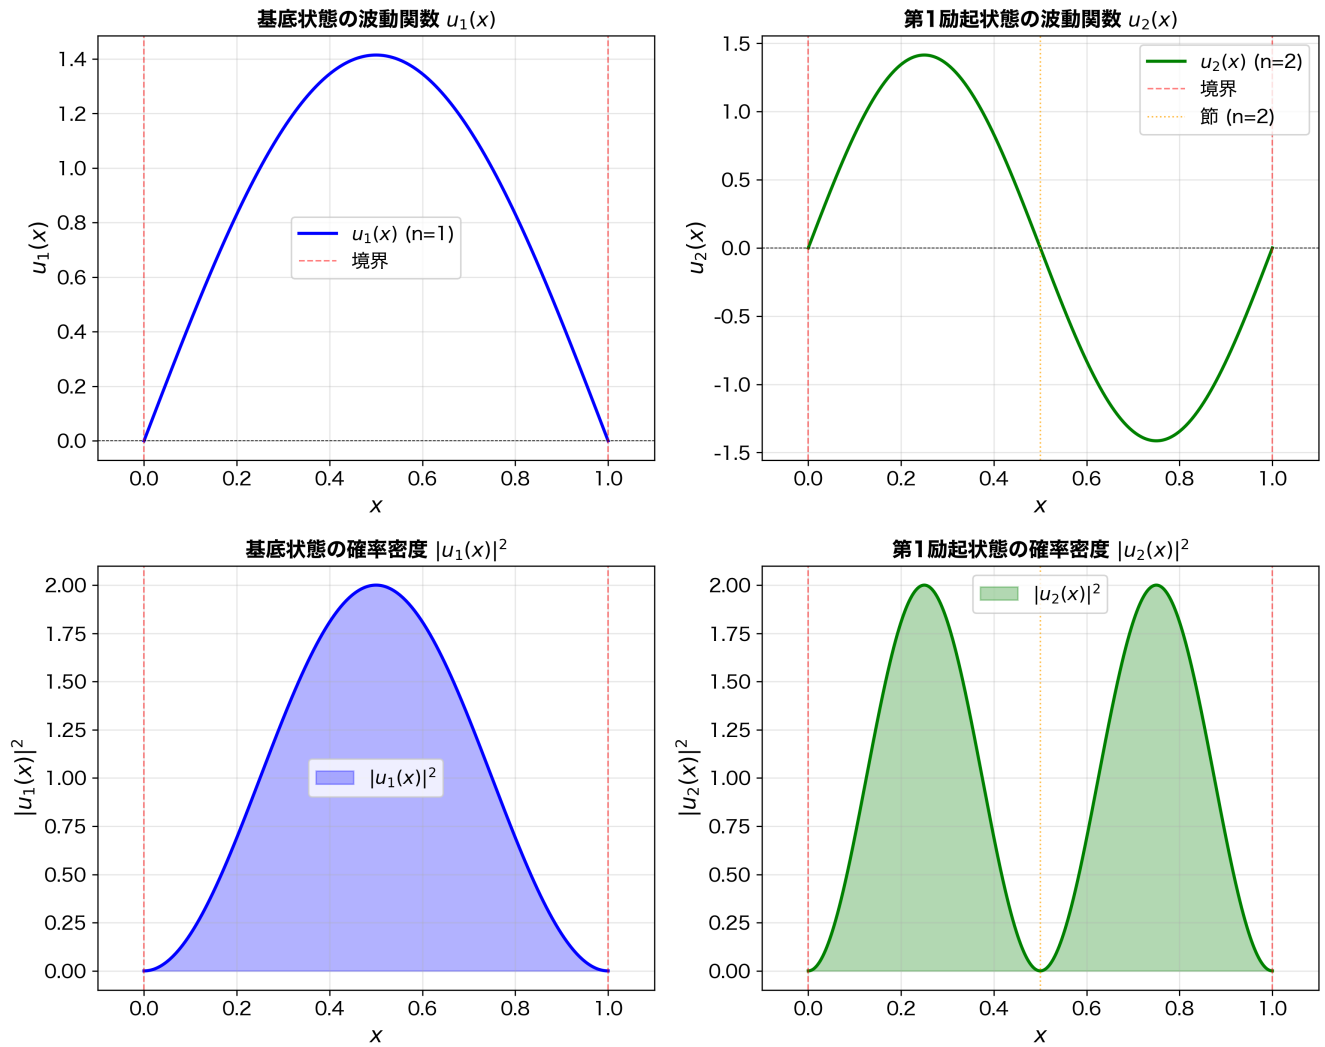 基底状態の波動関数 u₁(x)
u₁(x)
1.4
1.2
1.0
0.8
0.6
0.4
0.2
0.0
u₁(x) (n=1)
境界
0.0 0.2 0.4 0.6 0.8 1.0
x
第1励起状態の波動関数 u₂(x)
u₂(x)
1.5
1.0
0.5
0.0
-0.5
-1.0
-1.5
u₂(x) (n=2)
境界
節 (n=2)
0.0 0.2 0.4 0.6 0.8 1.0
x
基底状態の確率密度 |u₁(x)|²
|u₁(x)|²
2.00
1.75
1.50
1.25
1.00
0.75
0.50
0.25
0.00
|u₁(x)|²
0.0 0.2 0.4 0.6 0.8 1.0
x
第1励起状態の確率密度 |u₂(x)|²
|u₂(x)|²
2.00
1.75
1.50
1.25
1.00
0.75
0.50
0.25
0.00
|u₂(x)|²
0.0 0.2 0.4 0.6 0.8 1.0
x